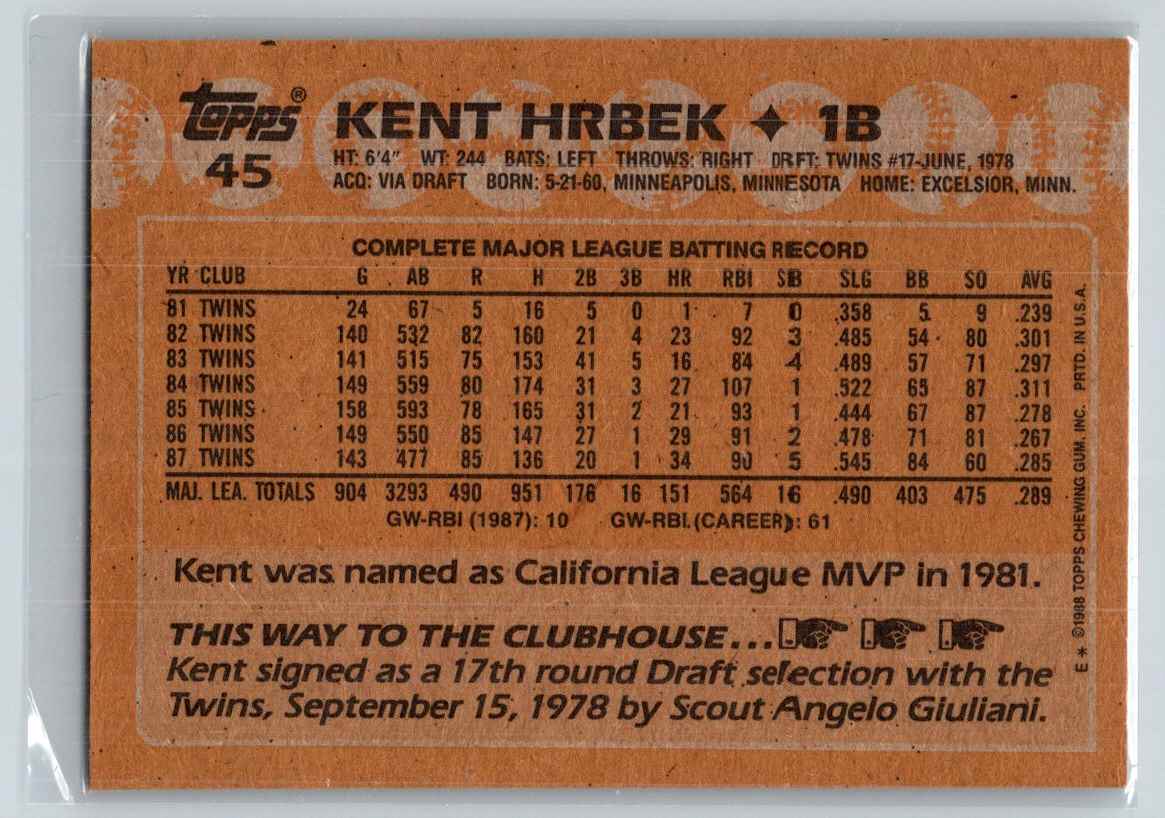 topps®
45
KENT HRBEK ✦ 1B
HT: 6'4" WT: 244 BATS: LEFT THROWS: RIGHT DRFT: TWINS #17-JUNE, 1978
ACQ: VIA DRAFT BORN: 5-21-60, MINNEAPOLIS, MINNESOTA HOME: EXCELSIOR, MINN.
COMPLETE MAJOR LEAGUE BATTING RECORD
YR CLUB G AB R H 2B 3B HR RBI SB SLG BB SO AVG
81 TWINS 24 67 5 16 5 0 1 7 0 .358 5 9 .239
82 TWINS 140 532 82 160 21 4 23 92 3 .485 54 80 .301
83 TWINS 141 515 75 153 41 5 16 84 4 .489 57 71 .297
84 TWINS 149 559 80 174 31 3 27 107 1 .522 65 87 .311
85 TWINS 158 593 78 165 31 2 21 93 1 .444 67 87 .278
86 TWINS 149 550 85 147 27 1 29 91 2 .478 71 81 .267
87 TWINS 143 477 85 136 20 1 34 90 5 .545 84 60 .285
MAJ. LEA. TOTALS 904 3293 490 951 176 16 151 564 16 .490 403 475 .289
GW-RBI (1987): 10 GW-RBI (CAREER): 61
Kent was named as California League MVP in 1981.
THIS WAY TO THE CLUBHOUSE...
Kent signed as a 17th round Draft selection with the
Twins, September 15, 1978 by Scout Angelo Giuliani.
E* ©1988 TOPPS CHEWING GUM, INC. PRTD. IN U.S.A.